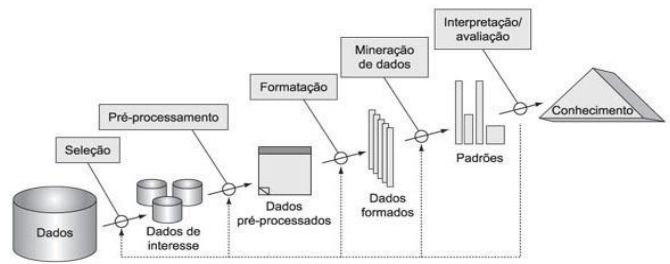 Interpretação/
avaliação
Mineração
de dados
Formatação
Pré-processamento
Seleção
Conhecimento
Padrões
Dados
formados
Dados
pré-processados
Dados de
interesse
Dados